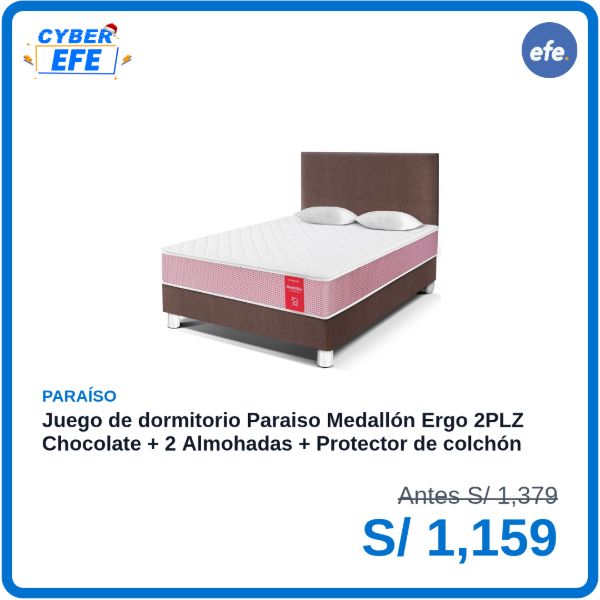 CYBER
EFE
efe.
PARAÍSO
Juego de dormitorio Paraiso Medallón Ergo 2PLZ
Chocolate + 2 Almohadas + Protector de colchón
Antes S/ 1,379
S/ 1,159